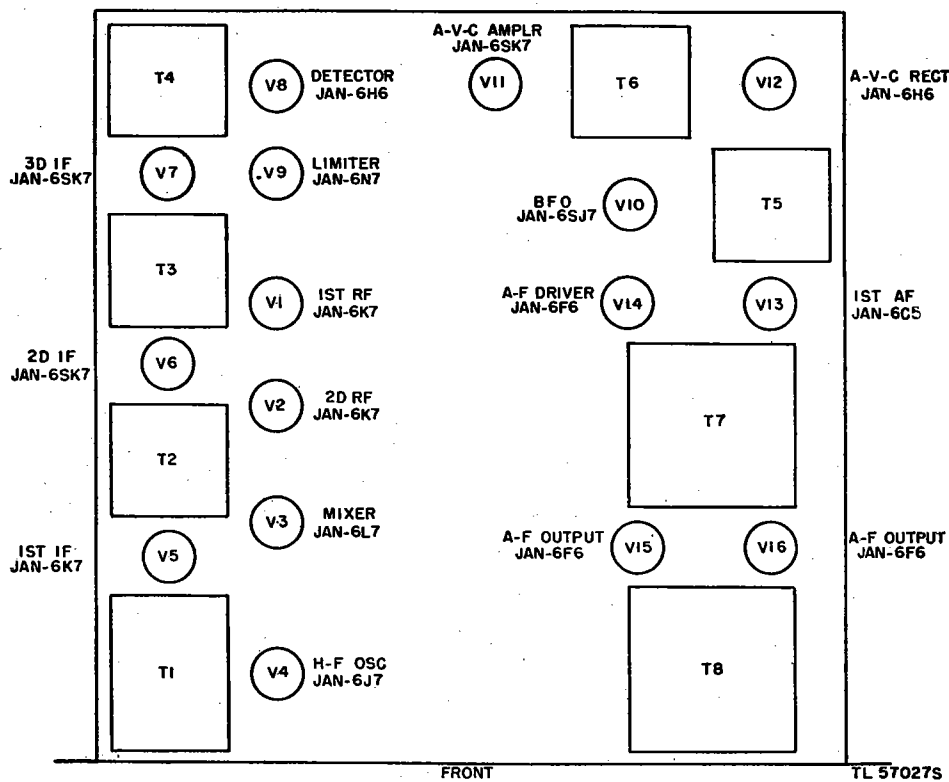 A-V-C AMPLR
JAN-6SK7
T4
V8
DETECTOR
JAN-6H6
V11
T6
V12
A-V-C RECT
JAN-6H6
3D IF
JAN-6SK7
V7
V9
LIMITER
JAN-6N7
BFO
JAN-6SJ7
V10
T5
T3
V1
1ST RF
JAN-6K7
A-F DRIVER
JAN-6F6
V14
V13
1ST AF
JAN-6C5
2D IF
JAN-6SK7
V6
V2
2D RF
JAN-6K7
T7
T2
V3
MIXER
JAN-6L7
1ST IF
JAN-6K7
V5
A-F OUTPUT
JAN-6F6
V15
V16
A-F OUTPUT
JAN-6F6
T1
V4
H-F OSC
JAN-6J7
T8
FRONT
TL 57027S